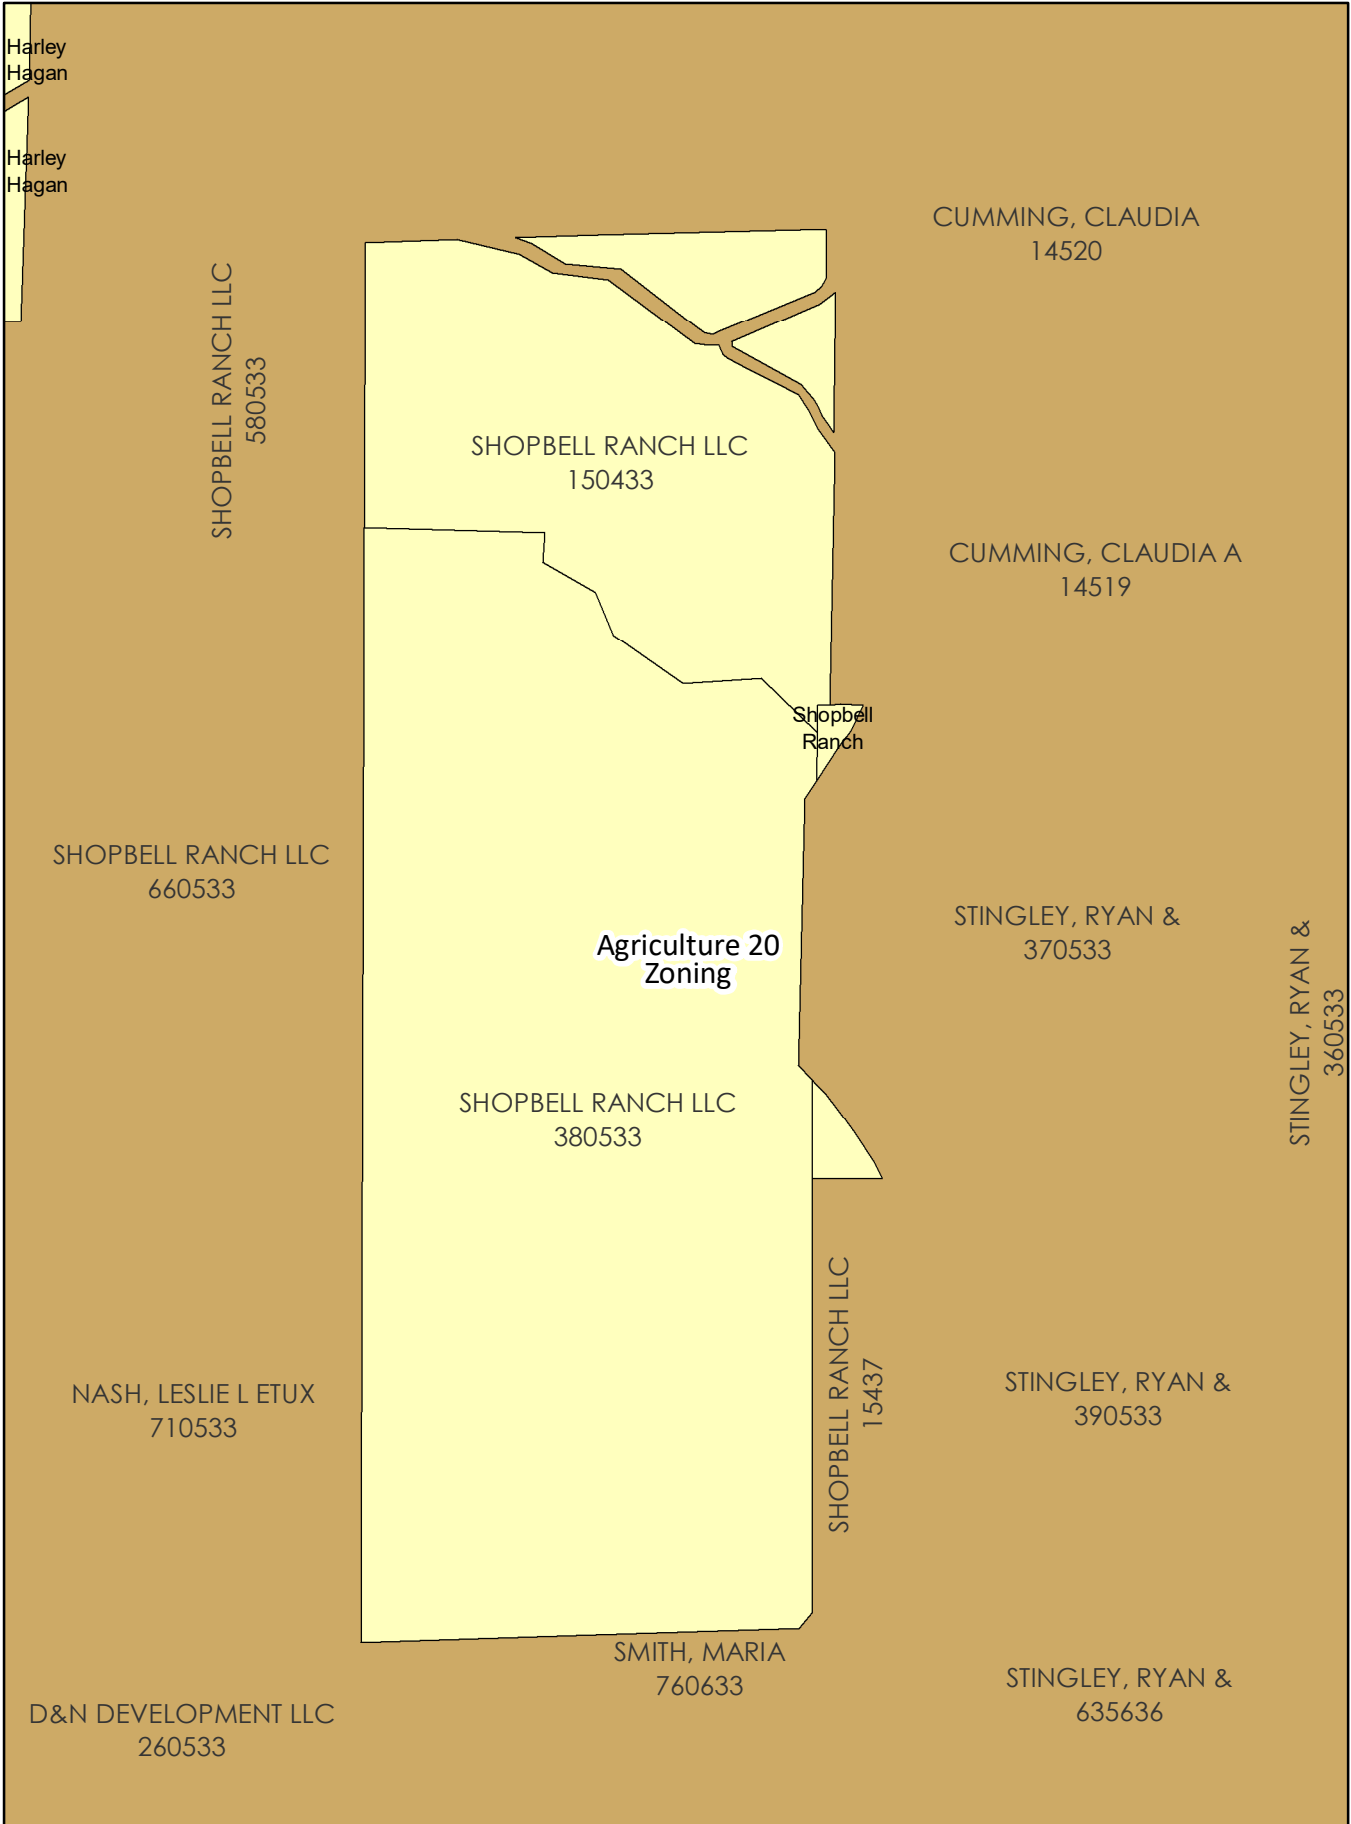 Harley
Hagan
Harley
Hagan
CUMMING, CLAUDIA
14520
SHOPBELL RANCH LLC
580533
SHOPBELL RANCH LLC
150433
CUMMING, CLAUDIA A
14519
Shopbell
Ranch
SHOPBELL RANCH LLC
660533
STINGLEY, RYAN &
370533
Agriculture 20
Zoning
STINGLEY, RYAN &
360533
SHOPBELL RANCH LLC
380533
SHOPBELL RANCH LLC
15437
NASH, LESLIE L ETUX
710533
STINGLEY, RYAN &
390533
SMITH, MARIA
760633
STINGLEY, RYAN &
635636
D&N DEVELOPMENT LLC
260533